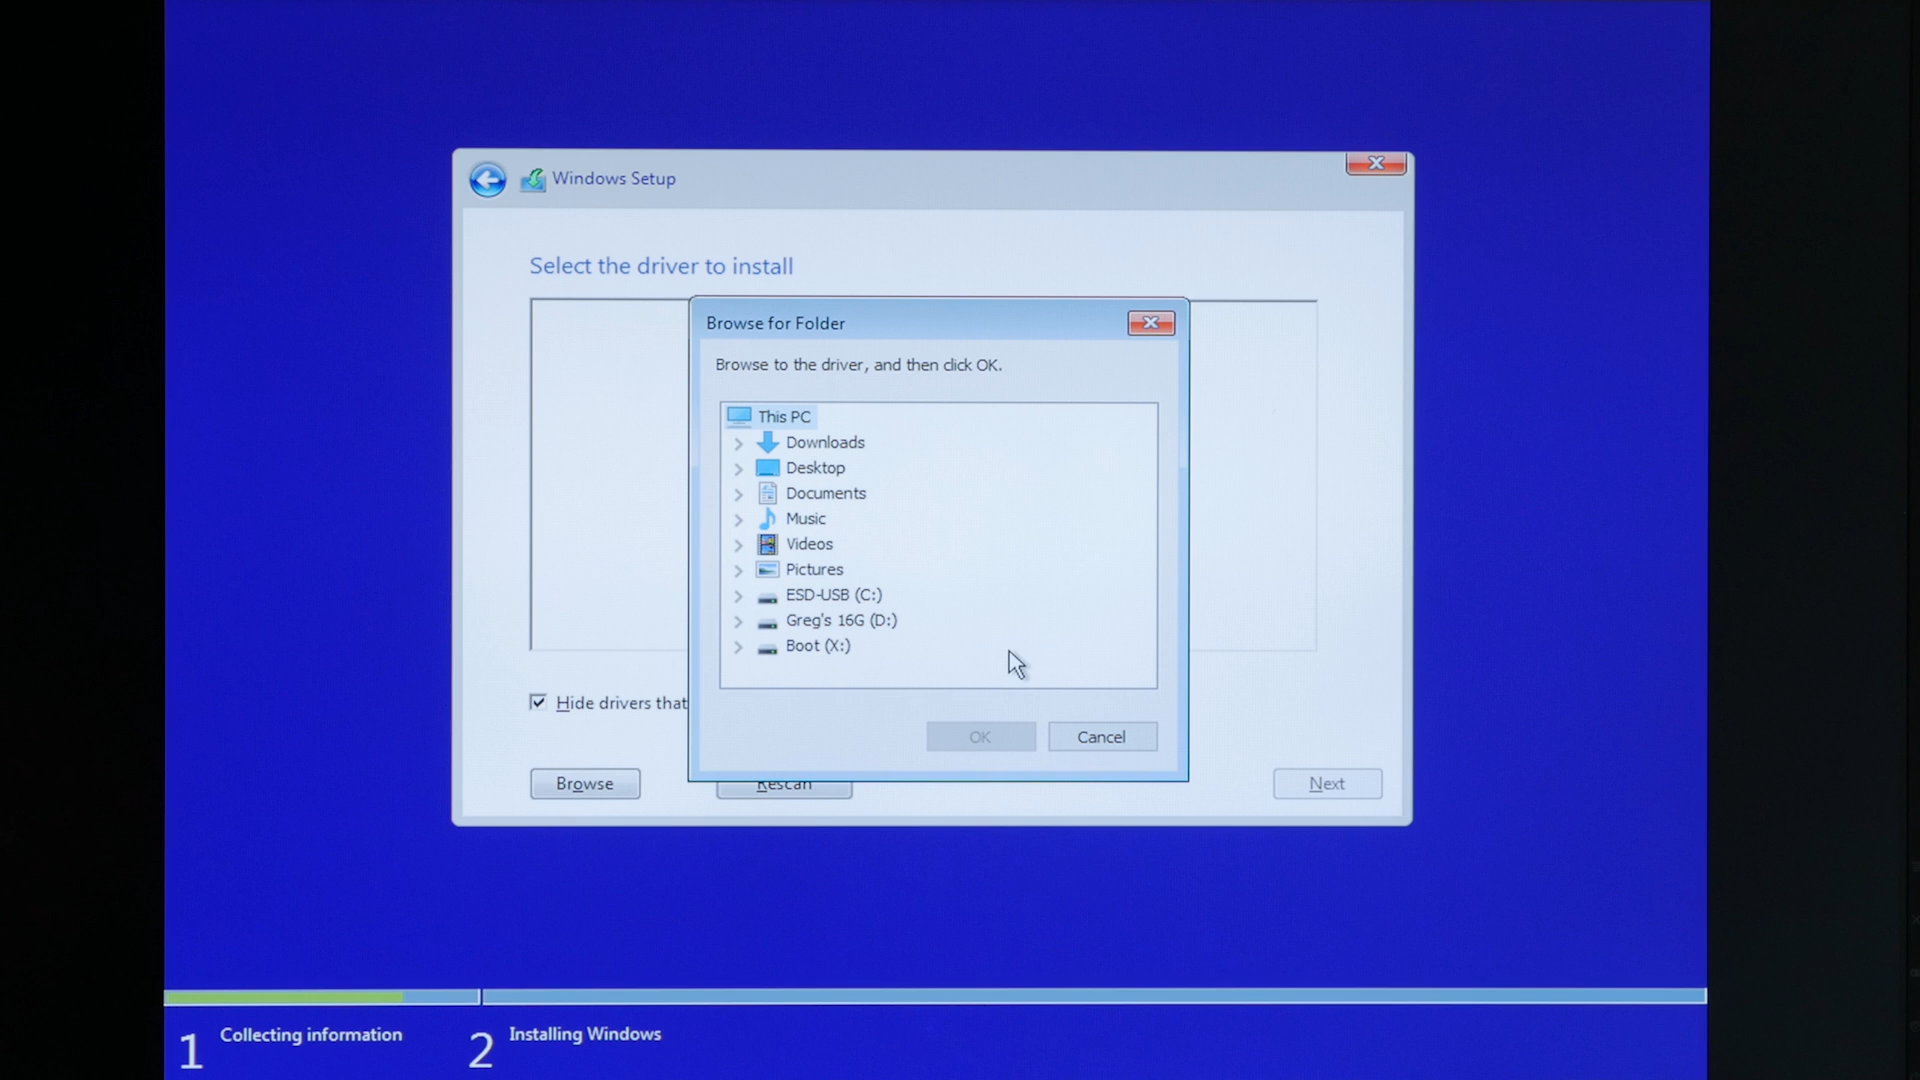 Windows Setup
Select the driver to install
Browse for Folder
Browse to the driver, and then click OK.
This PC
Downloads
Desktop
Documents
Music
Videos
Pictures
ESD-USB (C:)
Greg's 16G (D:)
Boot (X:)
OK
Cancel
Hide drivers that
Browse
Rescan
Next
1 Collecting information
2 Installing Windows